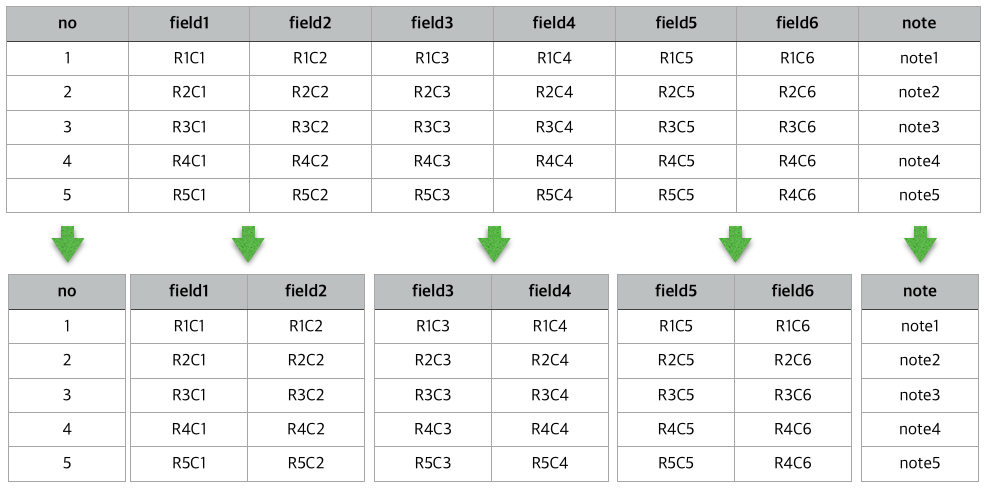 no field1 field2 field3 field4 field5 field6 note
1 R1C1 R1C2 R1C3 R1C4 R1C5 R1C6 note1
2 R2C1 R2C2 R2C3 R2C4 R2C5 R2C6 note2
3 R3C1 R3C2 R3C3 R3C4 R3C5 R3C6 note3
4 R4C1 R4C2 R4C3 R4C4 R4C5 R4C6 note4
5 R5C1 R5C2 R5C3 R5C4 R5C5 R4C6 note5
no field1 field2 field3 field4 field5 field6 note
1 R1C1 R1C2 R1C3 R1C4 R1C5 R1C6 note1
2 R2C1 R2C2 R2C3 R2C4 R2C5 R2C6 note2
3 R3C1 R3C2 R3C3 R3C4 R3C5 R3C6 note3
4 R4C1 R4C2 R4C3 R4C4 R4C5 R4C6 note4
5 R5C1 R5C2 R5C3 R5C4 R5C5 R4C6 note5